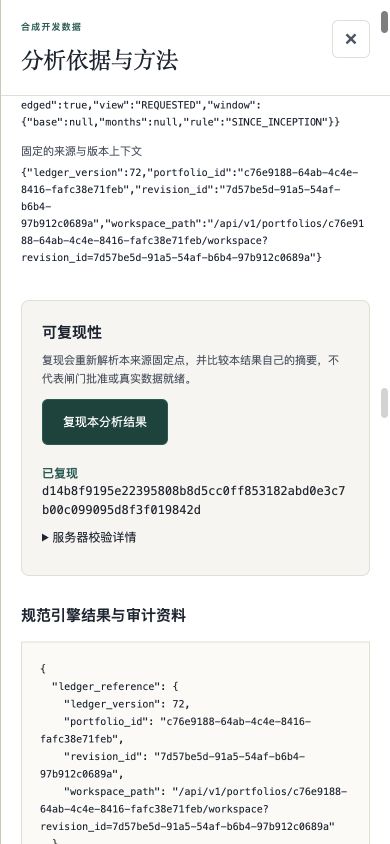 合成开发数据
分析依据与方法
×
edged":true,"view":"REQUESTED","window":
{"base":null,"months":null,"rule":"SINCE_INCEPTION"}}
固定的来源与版本上下文
{"ledger_version":72,"portfolio_id":"c76e9188-64ab-4c4e-
8416-fafc38e71feb","revision_id":"7d57be5d-91a5-54af-
b6b4-
97b912c0689a","workspace_path":"/api/v1/portfolios/c76e91
88-64ab-4c4e-8416-fafc38e71feb/workspace?
revision_id=7d57be5d-91a5-54af-b6b4-97b912c0689a"}
可复现性
复现会重新解析本来源固定点，并比较本结果自己的摘要，不
代表闸门批准或真实数据就绪。
复现本分析结果
已复现
d14b8f9195e22395808b8d5cc0ff853182abd0e3c7
b00c099095d8f3f019842d
▶ 服务器校验详情
规范引擎结果与审计资料
{
"ledger_reference": {
"ledger_version": 72,
"portfolio_id": "c76e9188-64ab-4c4e-8416-
fafc38e71feb",
"revision_id": "7d57be5d-91a5-54af-b6b4-
97b912c0689a",
"workspace_path": "/api/v1/portfolios/c76e9188-
64ab-4c4e-8416-fafc38e71feb/workspace?
revision_id=7d57be5d-91a5-54af-b6b4-97b912c0689a"
}